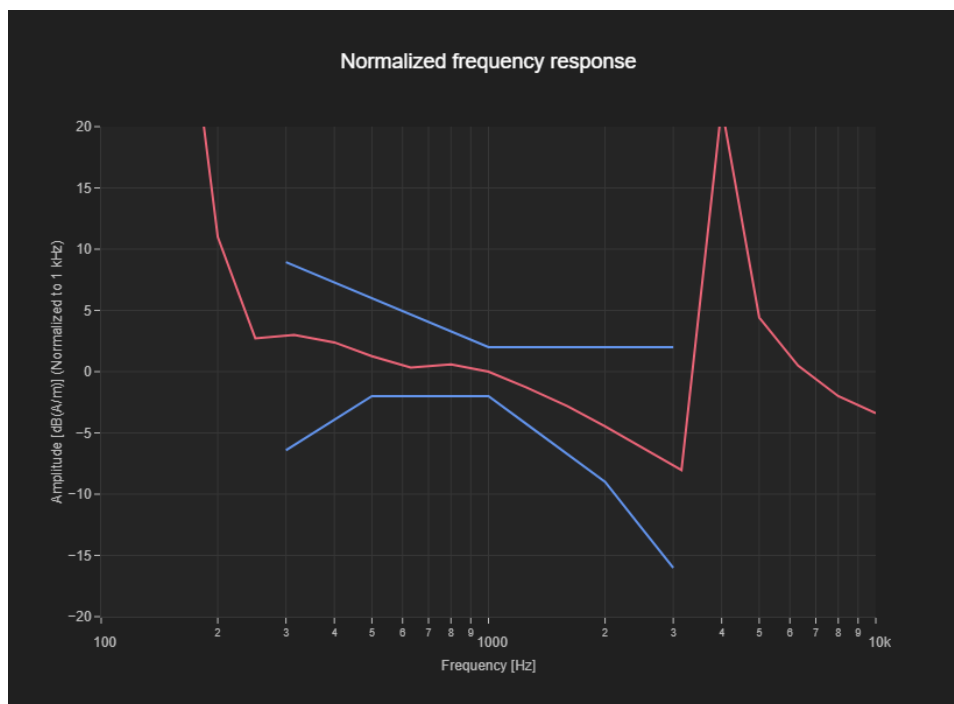 Normalized frequency response
20
15
10
5
0
−5
−10
−15
−20
Amplitude [dB(A/m)] (Normalized to 1 kHz)
2 3 4 5 6 7 8 9 2 3 4 5 6 7 8 9
100 1000 10k
Frequency [Hz]